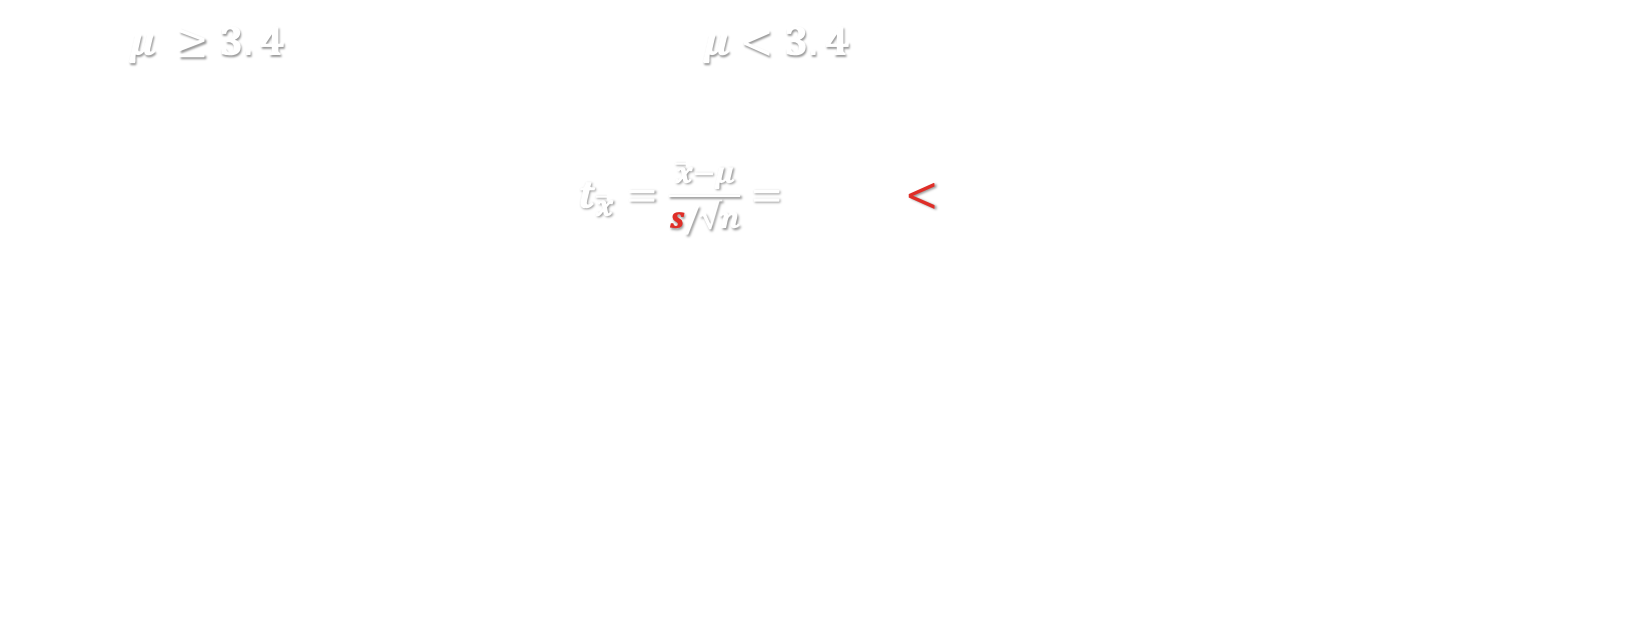 μ ≥ 3.4 μ < 3.4
t_x̄ = (x̄−μ)/(s/√n) = <